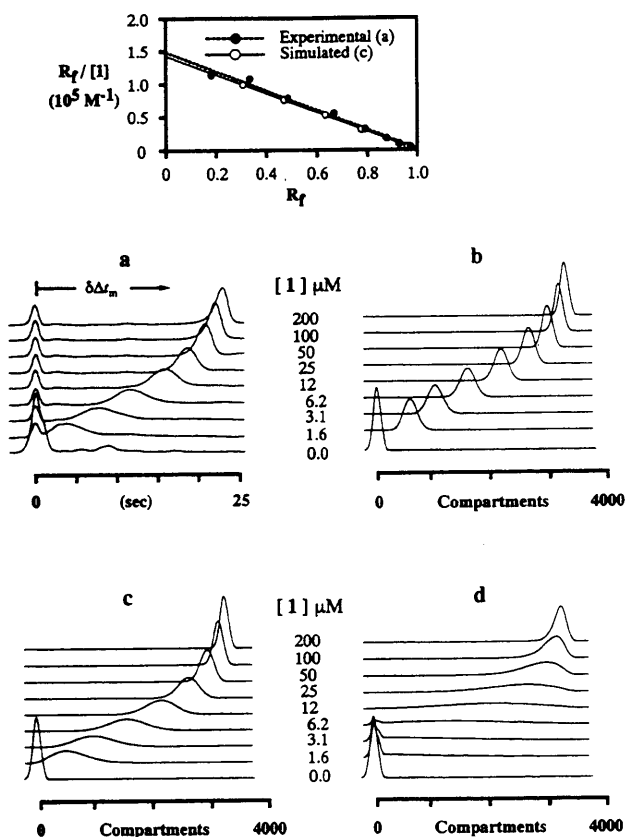 2.0
1.5
1.0
0.5
0
R_f / [1]
(10^5 M^-1)
Experimental (a)
Simulated (c)
0 0.2 0.4 0.6 0.8 1.0
R_f
a
δΔt_m
[1] μM
200
100
50
25
12
6.2
3.1
1.6
0.0
0 (sec) 25
b
0 Compartments 4000
c
[1] μM
200
100
50
25
12
6.2
3.1
1.6
0.0
0 Compartments 4000
d
0 Compartments 4000